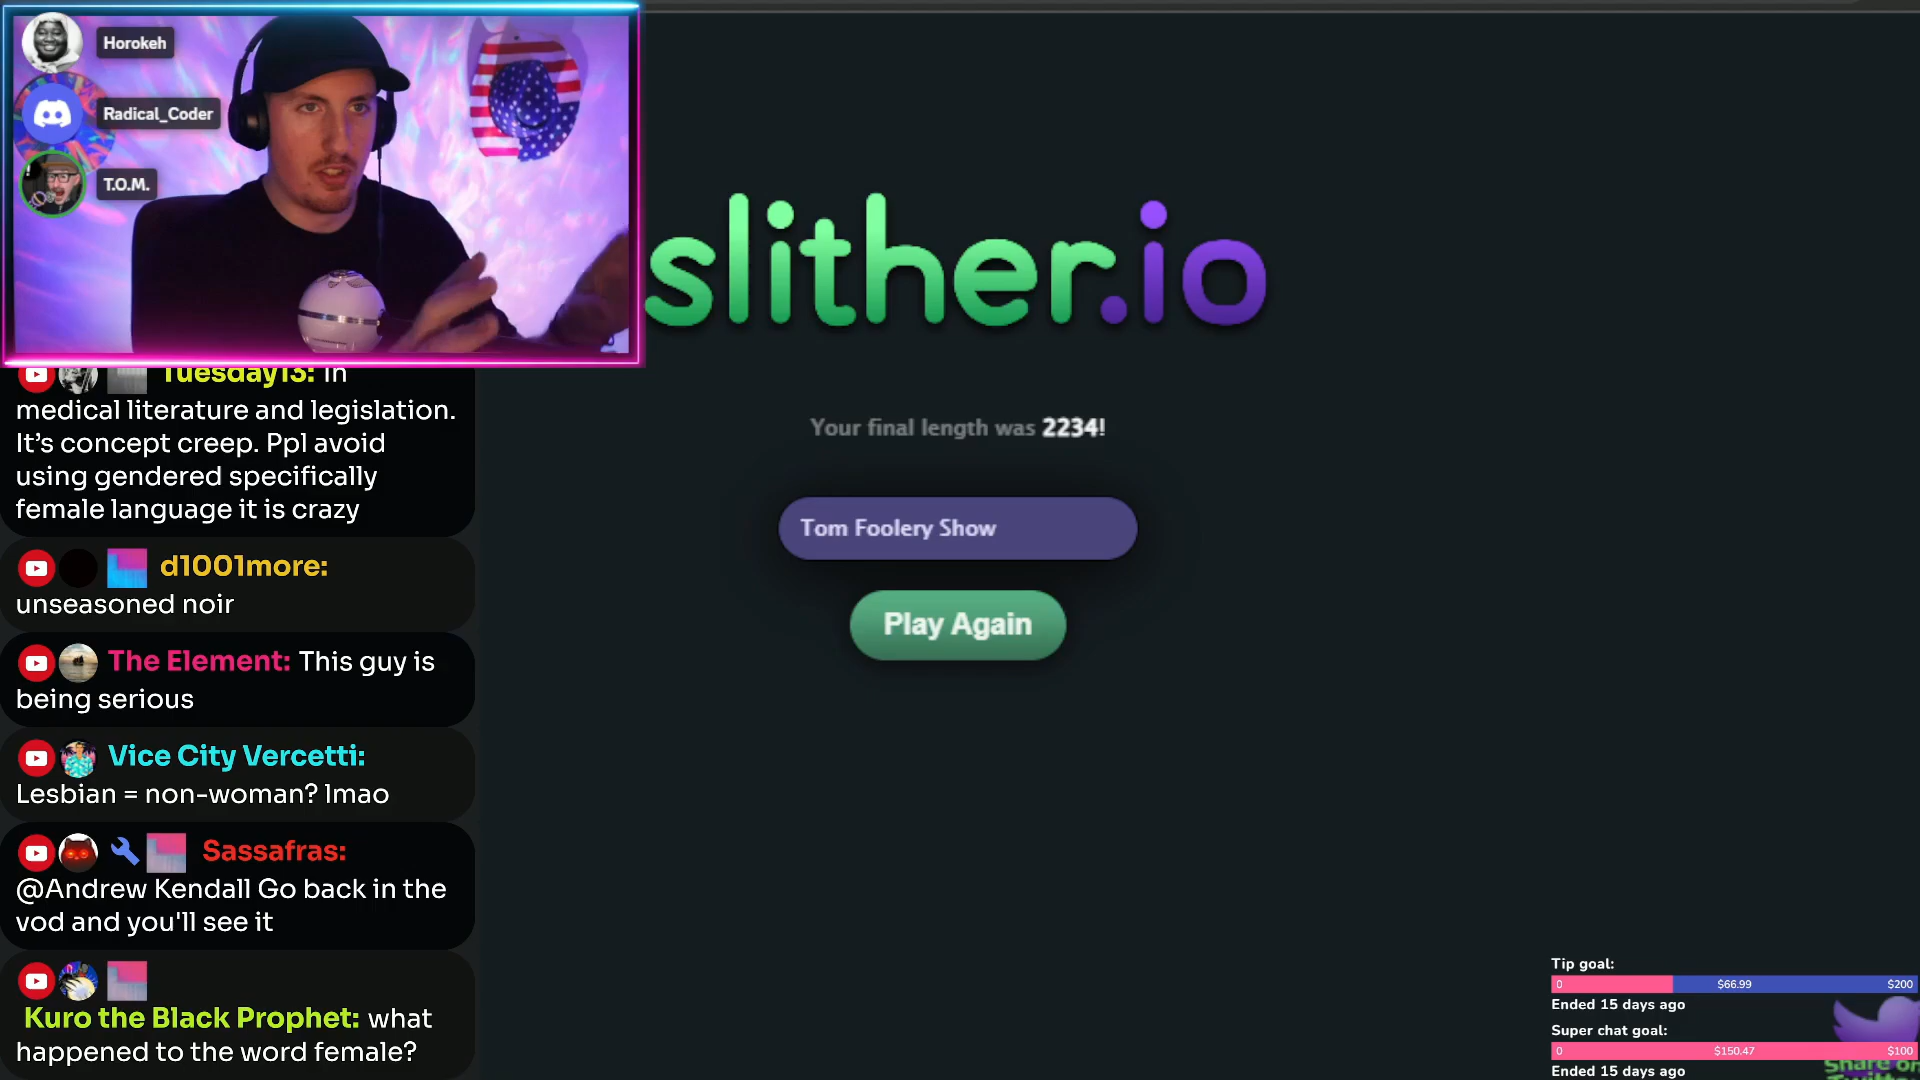 Horokeh
Radical_Coder
T.O.M.
slither.io
Your final length was 2234!
Tom Foolery Show
Play Again
Tuesday13: In
medical literature and legislation.
It's concept creep. Ppl avoid
using gendered specifically
female language it is crazy
d1001more:
unseasoned noir
The Element: This guy is
being serious
Vice City Vercetti:
Lesbian = non-woman? lmao
Sassafras:
@Andrew Kendall Go back in the
vod and you'll see it
Kuro the Black Prophet: what
happened to the word female?
Tip goal:
0 $66.99 $200
Ended 15 days ago
Super chat goal:
0 $150.47 $100
Ended 15 days ago
Share on